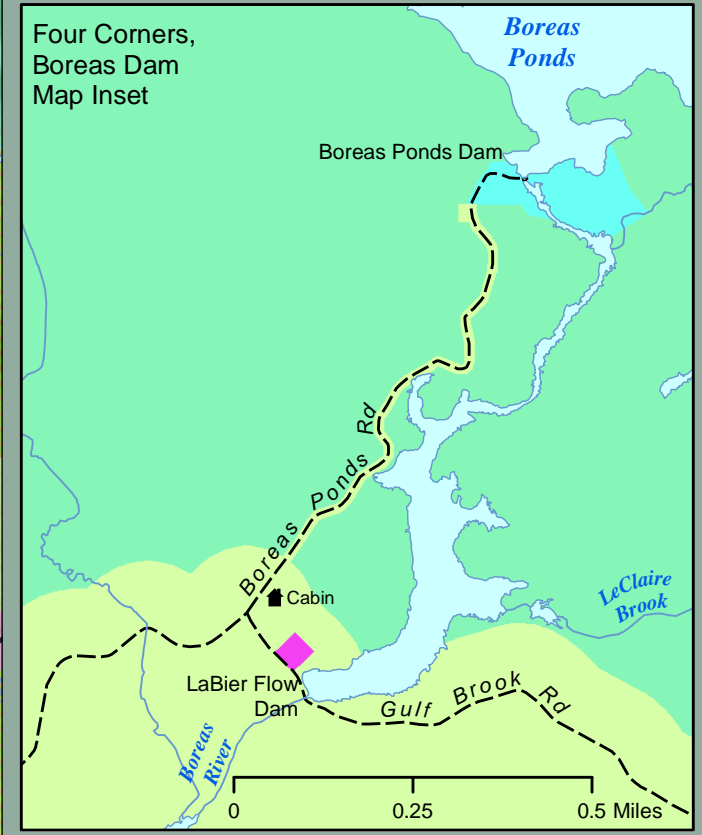 Four Corners,
Boreas Dam
Map Inset
Boreas
Ponds
Boreas Ponds Dam
Boreas Ponds Rd
Cabin
LeClaire
Brook
LaBier Flow
Dam
Gulf Brook Rd
Boreas
River
0 0.25 0.5 Miles